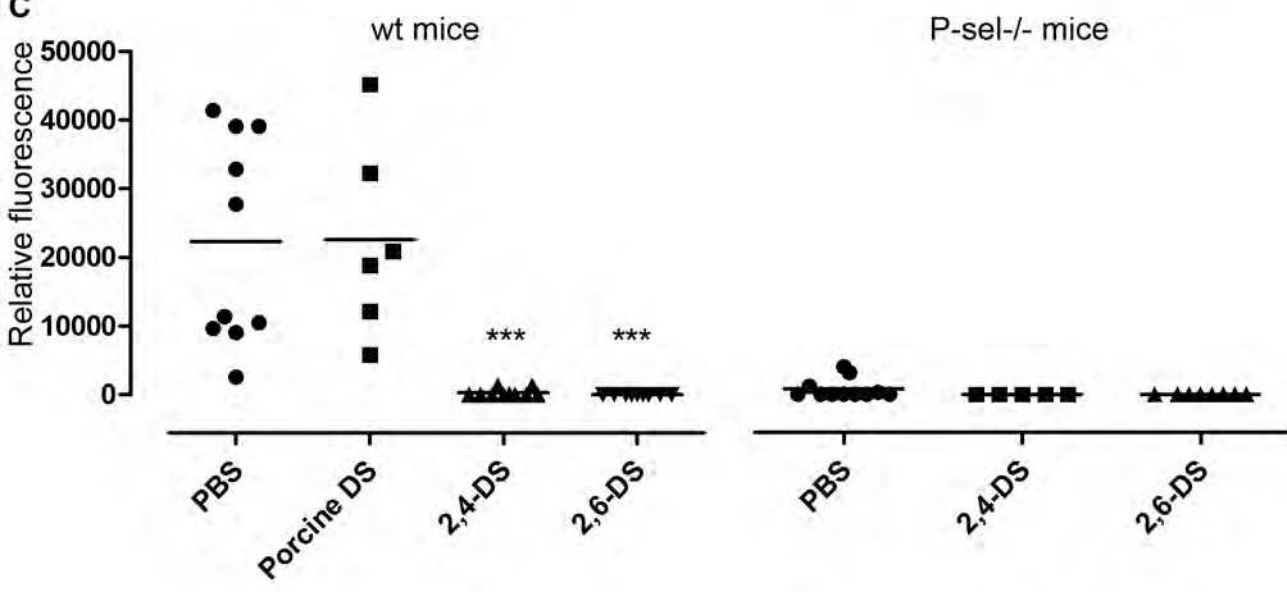 C
wt mice
P-sel-/- mice
Relative fluorescence
50000
40000
30000
20000
10000
0
***
***
PBS
Porcine DS
2,4-DS
2,6-DS
PBS
2,4-DS
2,6-DS